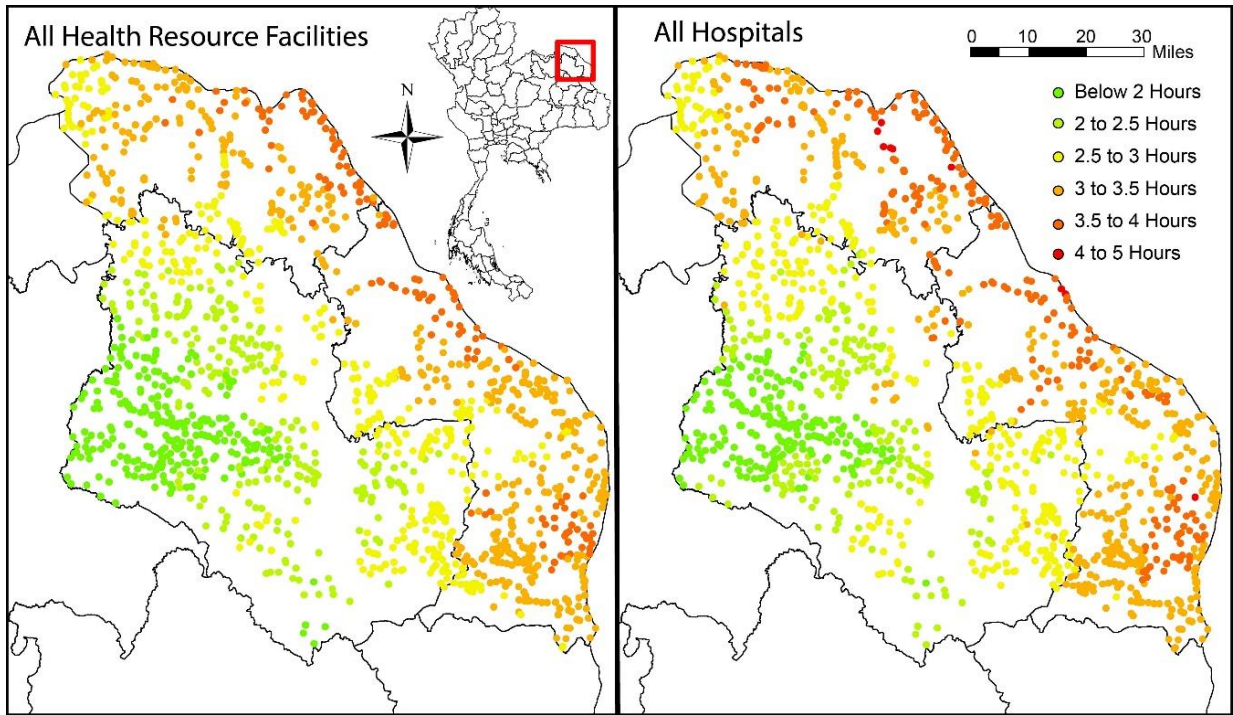 All Health Resource Facilities
N
All Hospitals
0 10 20 30
Miles
Below 2 Hours
2 to 2.5 Hours
2.5 to 3 Hours
3 to 3.5 Hours
3.5 to 4 Hours
4 to 5 Hours